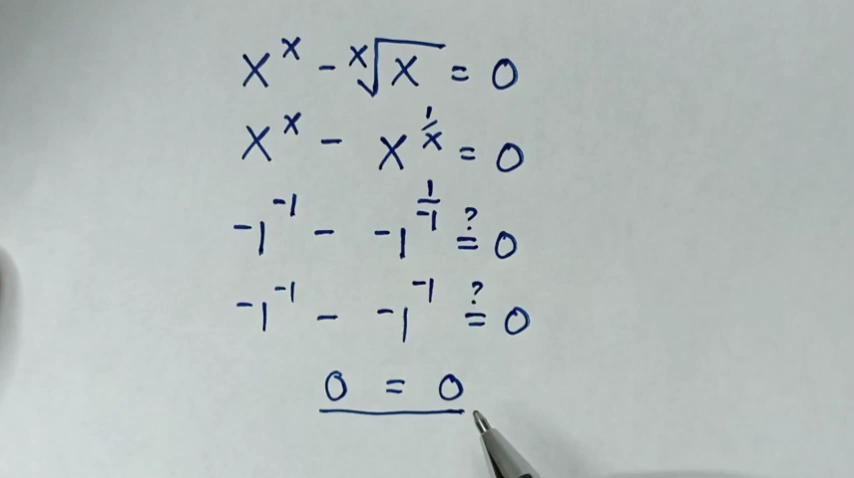 x^x - ˣ√x = 0
x^x - x^(1/x) = 0
-1^(-1) - -1^(1/-1) ≟ 0
-1^(-1) - -1^(-1) ≟ 0
0 = 0